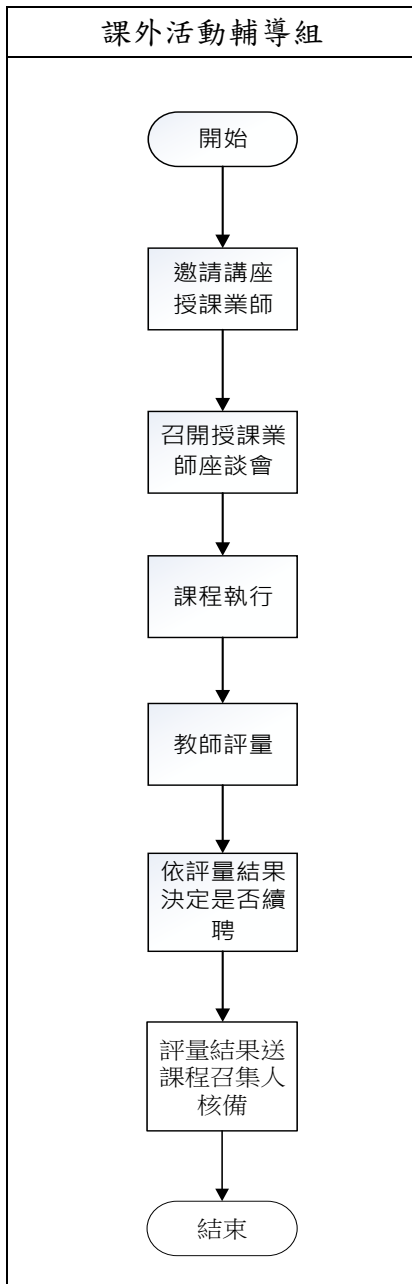 課外活動輔導組
開始
邀請講座
授課業師
召開授課業
師座談會
課程執行
教師評量
依評量結果
決定是否續
聘
評量結果送
課程召集人
核備
結束